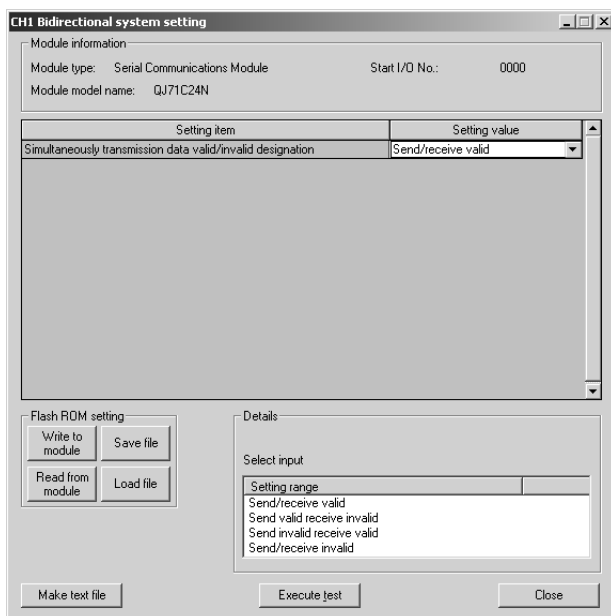 CH1 Bidirectional system setting
Module information
Module type: Serial Communications Module Start I/O No.: 0000
Module model name: QJ71C24N
Setting item Setting value
Simultaneously transmission data valid/invalid designation Send/receive valid
Flash ROM setting
Write to module
Save file
Read from module
Load file
Details
Select input
Setting range
Send/receive valid
Send valid receive invalid
Send invalid receive valid
Send/receive invalid
Make text file Execute test Close